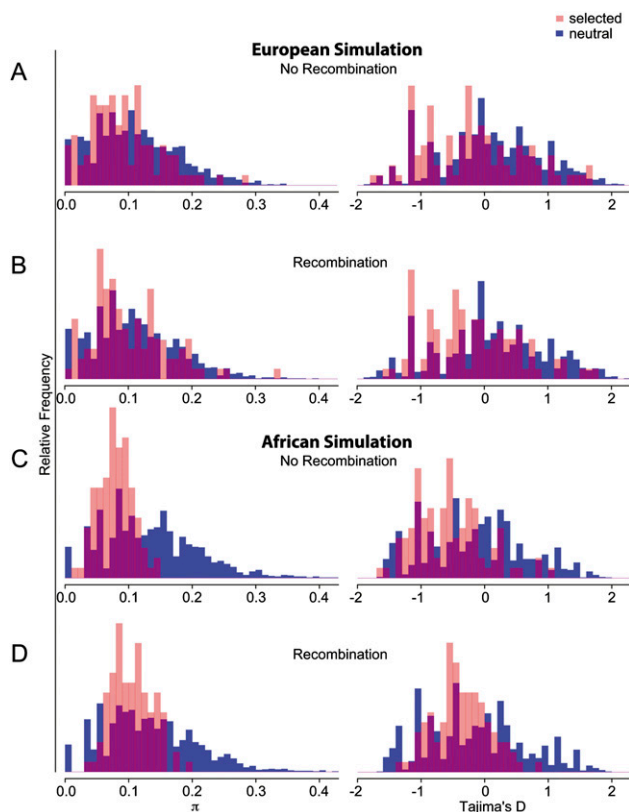 selected
neutral
European Simulation
A
No Recombination
0.0 0.1 0.2 0.3 0.4 -2 -1 0 1 2
B
Recombination
0.0 0.1 0.2 0.3 0.4 -2 -1 0 1 2
Relative Frequency
African Simulation
C
No Recombination
0.0 0.1 0.2 0.3 0.4 -2 -1 0 1 2
D
Recombination
0.0 0.1 0.2 0.3 0.4 -2 -1 0 1 2
π Tajima's D